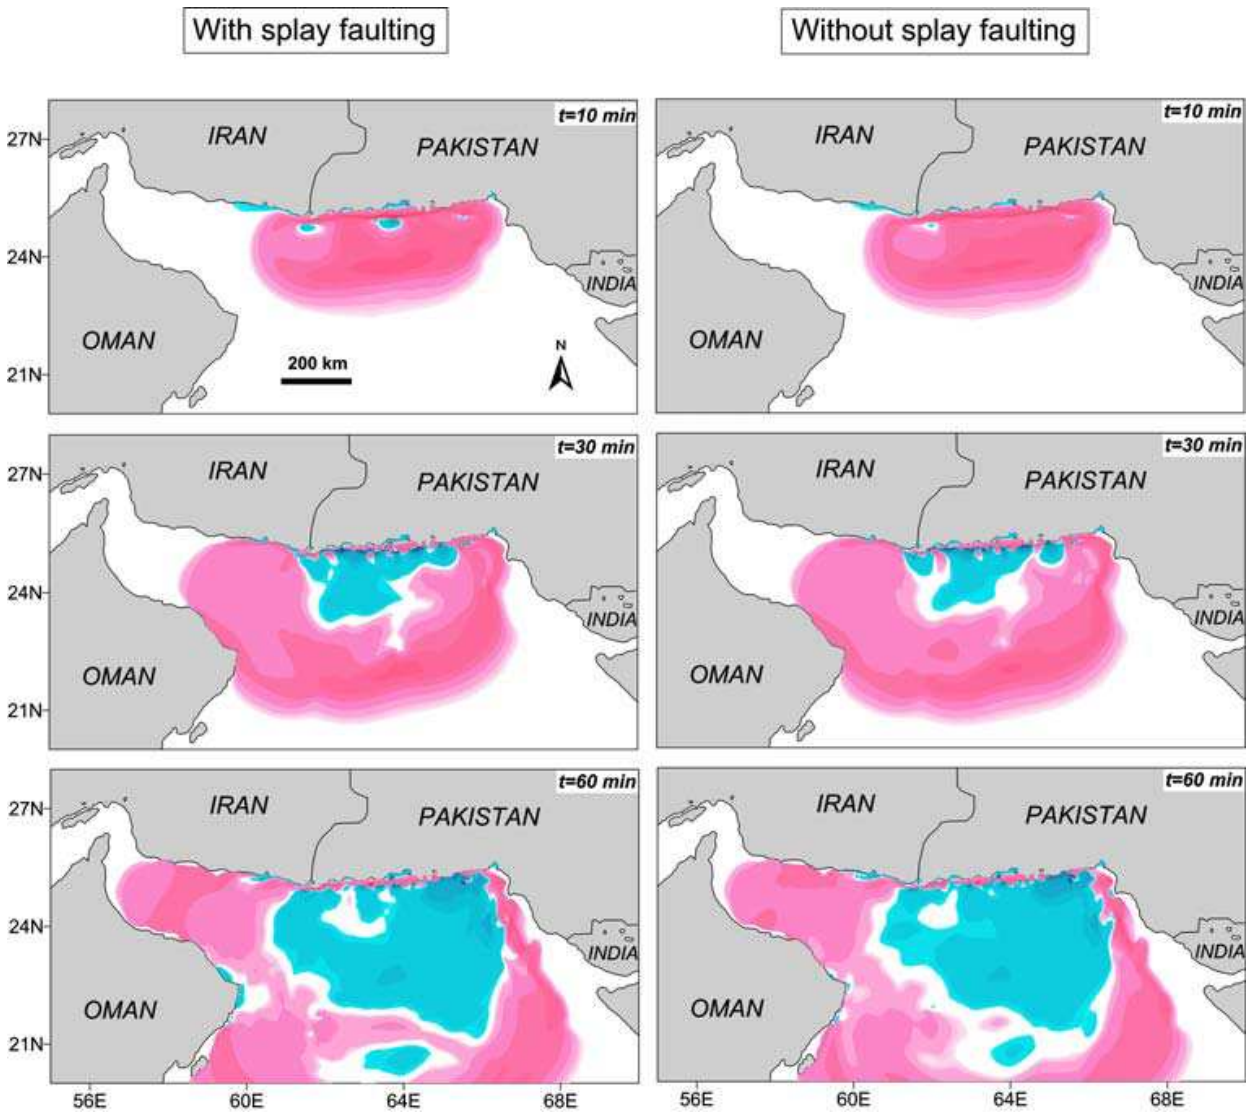 With splay faulting
Without splay faulting
t=10 min
t=10 min
27N
IRAN
PAKISTAN
IRAN
PAKISTAN
24N
INDIA
INDIA
OMAN
200 km
N
OMAN
21N
t=30 min
t=30 min
27N
IRAN
PAKISTAN
IRAN
PAKISTAN
24N
INDIA
INDIA
OMAN
OMAN
21N
t=60 min
t=60 min
27N
IRAN
PAKISTAN
IRAN
PAKISTAN
24N
INDIA
INDIA
OMAN
OMAN
21N
56E
60E
64E
68E
56E
60E
64E
68E